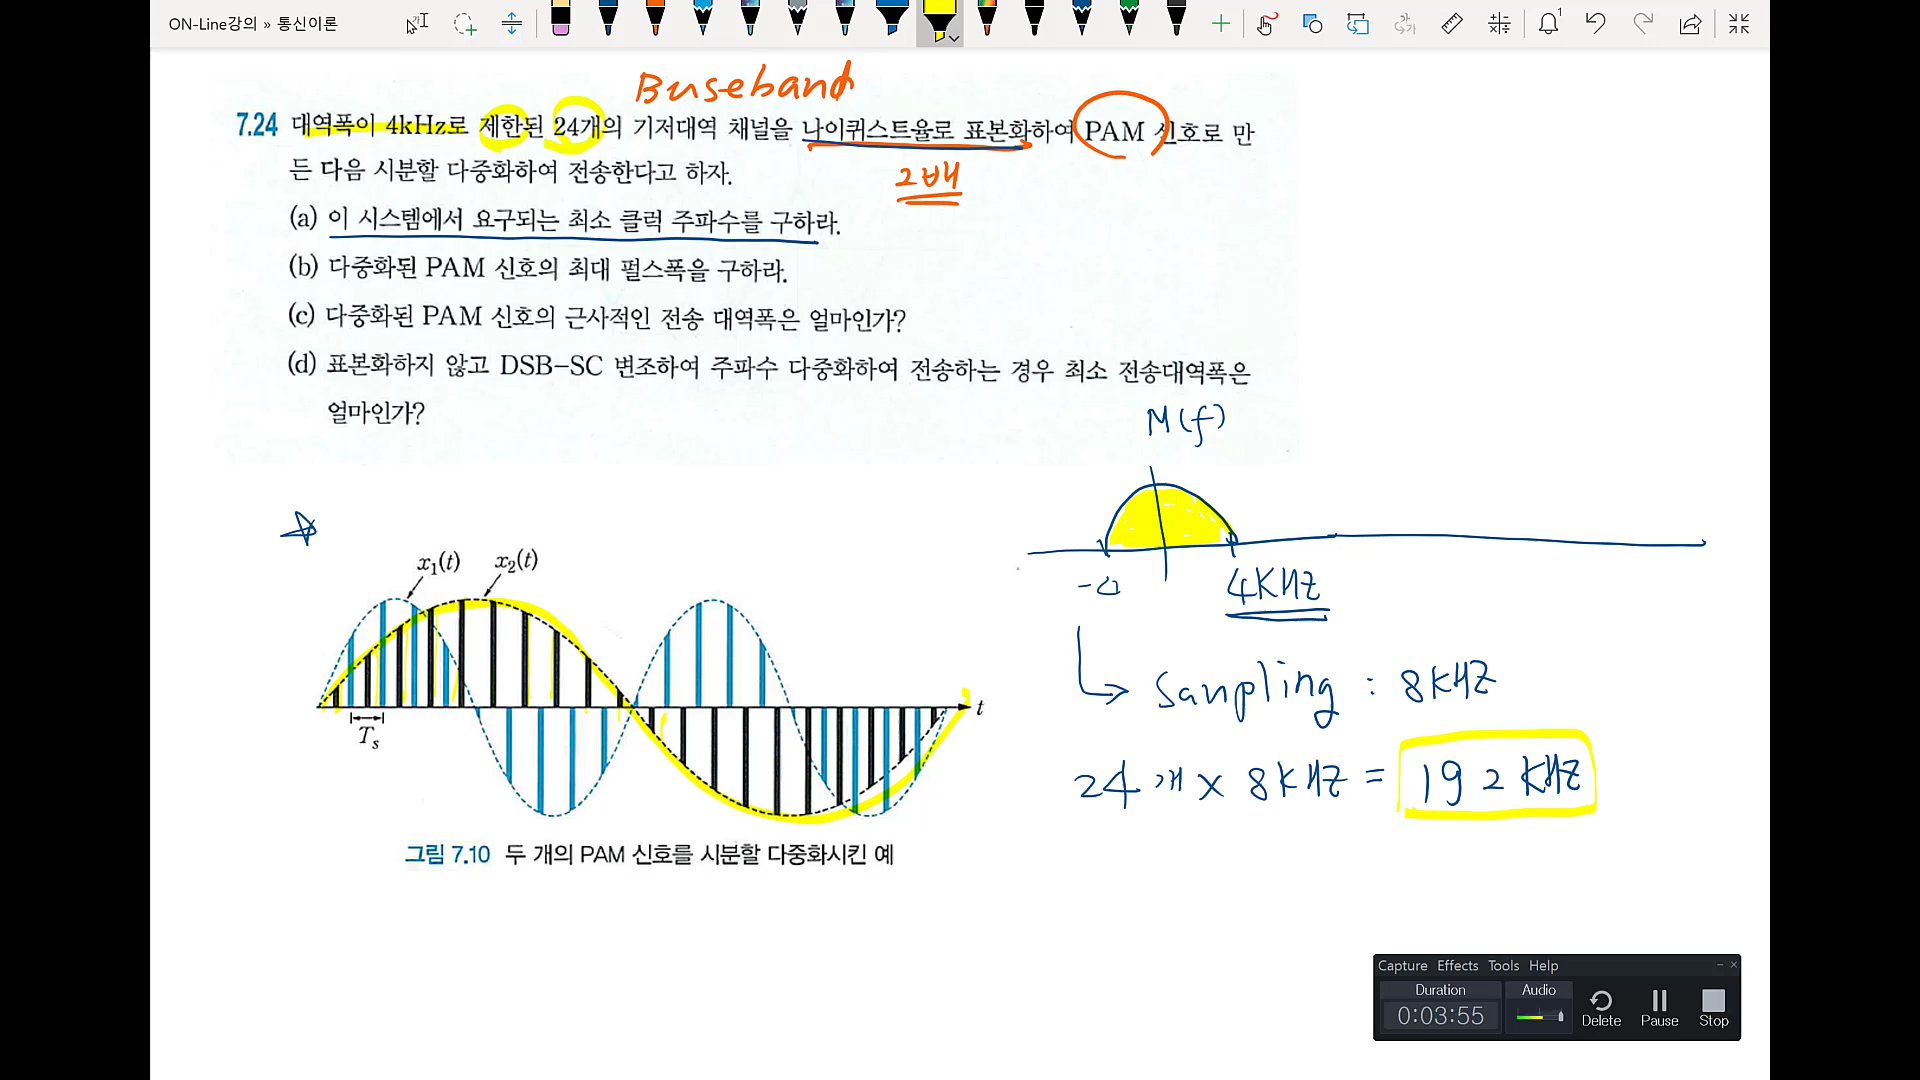 ON-Line강의 » 통신이론
Buseband
7.24 대역폭이 4kHz로 제한된 24개의 기저대역 채널을 나이퀴스트율로 표본화하여 PAM 신호로 만
든 다음 시분할 다중화하여 전송한다고 하자.
2배
(a) 이 시스템에서 요구되는 최소 클럭 주파수를 구하라.
(b) 다중화된 PAM 신호의 최대 펄스폭을 구하라.
(c) 다중화된 PAM 신호의 근사적인 전송 대역폭은 얼마인가?
(d) 표본화하지 않고 DSB-SC 변조하여 주파수 다중화하여 전송하는 경우 최소 전송대역폭은
얼마인가?
M(f)
x₁(t) x₂(t)
4KHZ
Tₛ
t
Sampling : 8KHZ
24개 × 8KHZ = 192KHZ
그림 7.10 두 개의 PAM 신호를 시분할 다중화시킨 예
Capture Effects Tools Help
Duration Audio
0:03:55 Delete Pause Stop